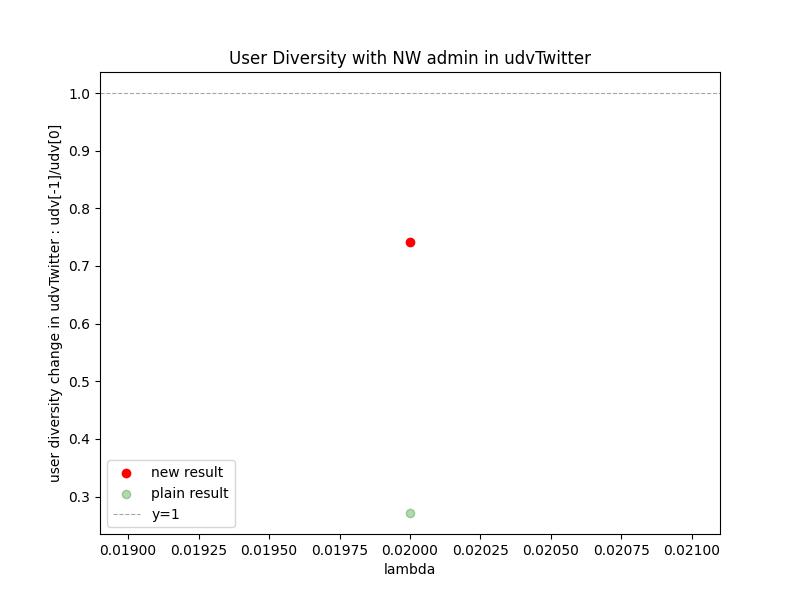 User Diversity with NW admin in udvTwitter
user diversity change in udvTwitter : udv[-1]/udv[0]
1.0
0.9
0.8
0.7
0.6
0.5
0.4
0.3
new result
plain result
y=1
0.01900 0.01925 0.01950 0.01975 0.02000 0.02025 0.02050 0.02075 0.02100
lambda